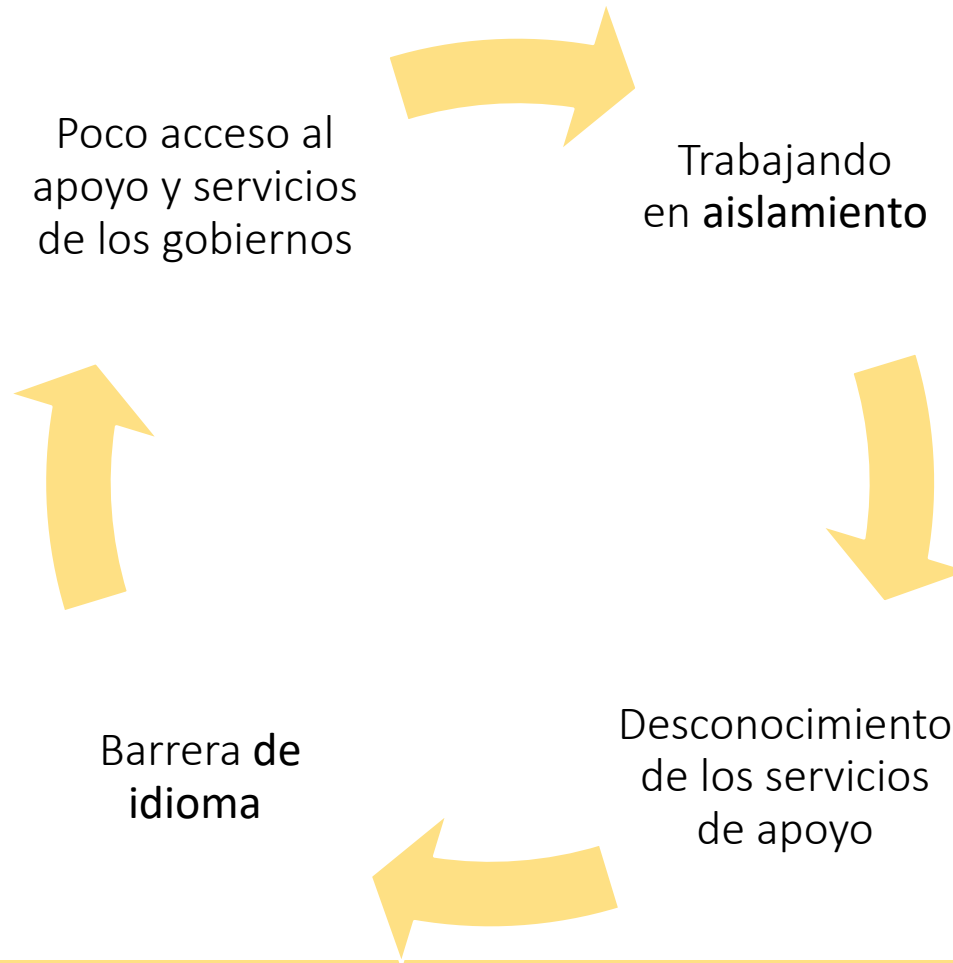 Poco acceso al
apoyo y servicios
de los gobiernos
Trabajando
en aislamiento
Desconocimiento
de los servicios
de apoyo
Barrera de
idioma